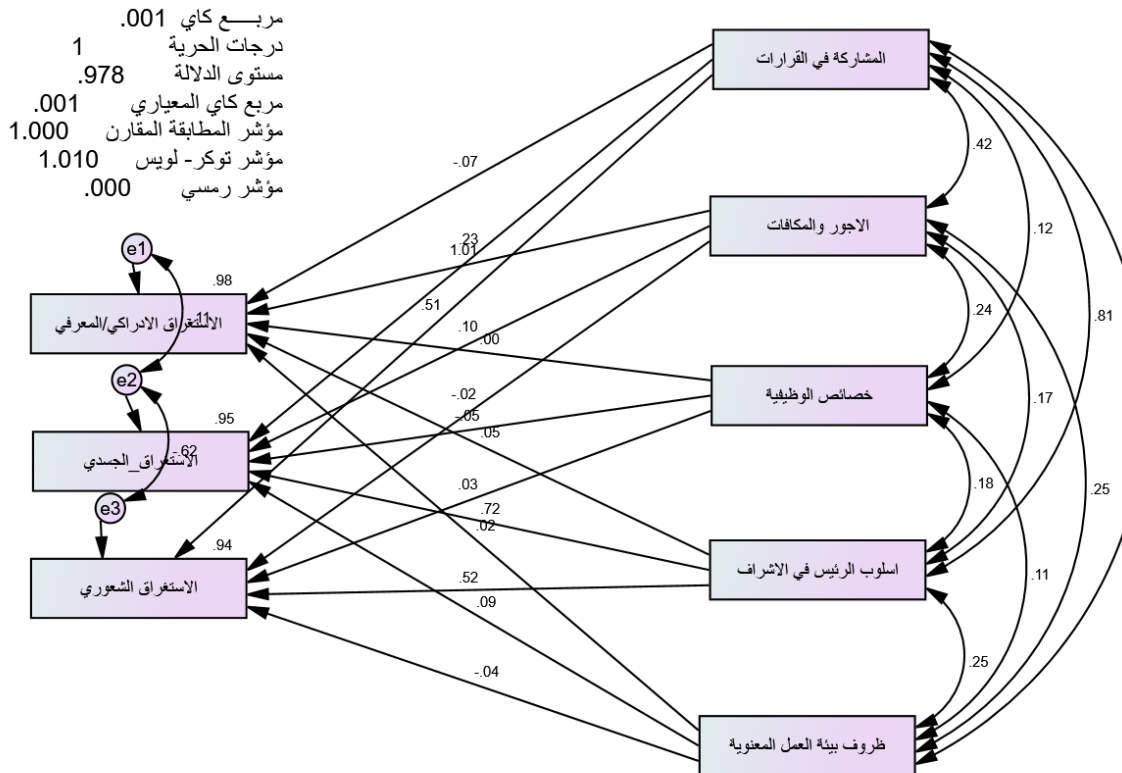 مربـــع كاي .001
درجات الحرية 1
مستوى الدلالة .978
مربع كاي المعياري .001
مؤشر المطابقة المقارن 1.000
مؤشر توكر- لويس 1.010
مؤشر رمسي .000
المشاركة في القرارات
الاجور والمكافات
خصائص الوظيفية
اسلوب الرئيس في الاشراف
ظروف بيئة العمل المعنوية
e1
.98
الاستغراق الادراكي/المعرفي
.11
e2
.95
الاستغراق_الجسدي
-.62
e3
.94
الاستغراق الشعوري
-.07
.23
1.01
.51
.10
.00
-.02
-.05
.05
.03
.72
.02
.52
.09
-.04
.42
.12
.24
.81
.17
.18
.25
.11
.25